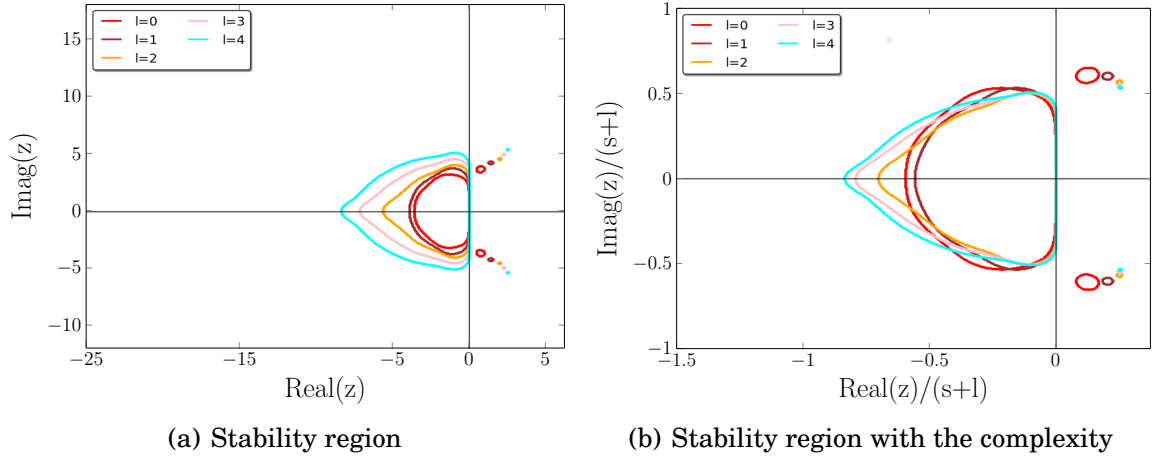 l=0 l=3
l=1 l=4
l=2
15
10
5
0
−5
−10
−25 −15 −5 0 5
Imag(z)
Real(z)
(a) Stability region
l=0 l=3
l=1 l=4
l=2
1
0.5
0
−0.5
−1
−1.5 −1 −0.5 0
Imag(z)/(s+l)
Real(z)/(s+l)
(b) Stability region with the complexity